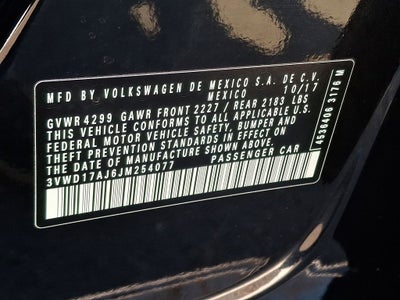 MFD BY VOLKSWAGEN DE MEXICO S.A. DE C.V.
MEXICO 10/17
GVWR 4299 GAWR FRONT 2227 / REAR 2183 LBS
THIS VEHICLE CONFORMS TO ALL APPLICABLE U.S.
FEDERAL MOTOR VEHICLE SAFETY, BUMPER AND
THEFT PREVENTION STANDARDS IN EFFECT ON
THE DATE OF MANUFACTURE SHOWN ABOVE.
3VWD17AJ6JM254077 PASSENGER CAR